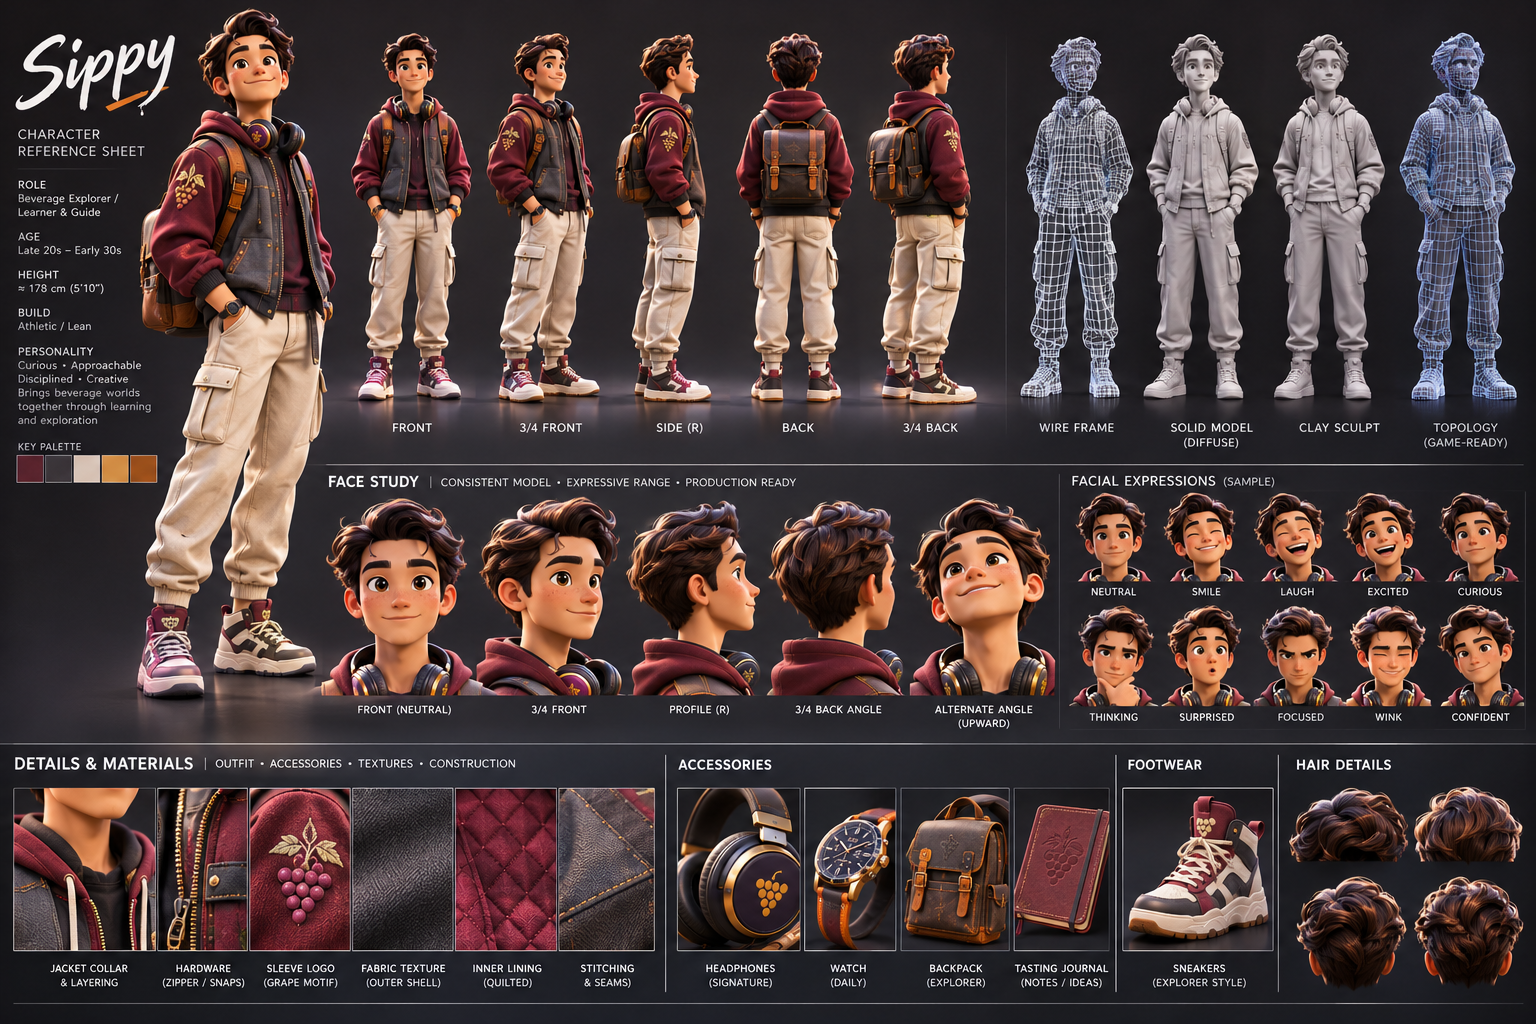 Sippy
CHARACTER
REFERENCE SHEET
ROLE
Beverage Explorer /
Learner & Guide
AGE
Late 20s – Early 30s
HEIGHT
≈ 178 cm (5'10")
BUILD
Athletic / Lean
PERSONALITY
Curious • Approachable
Disciplined • Creative
Brings beverage worlds
together through learning
and exploration
KEY PALETTE
FRONT
3/4 FRONT
SIDE (R)
BACK
3/4 BACK
WIRE FRAME
SOLID MODEL
(DIFFUSE)
CLAY SCULPT
TOPOLOGY
(GAME-READY)
FACE STUDY | CONSISTENT MODEL • EXPRESSIVE RANGE • PRODUCTION READY
FRONT (NEUTRAL)
3/4 FRONT
PROFILE (R)
3/4 BACK ANGLE
ALTERNATE ANGLE
(UPWARD)
FACIAL EXPRESSIONS (SAMPLE)
NEUTRAL
SMILE
LAUGH
EXCITED
CURIOUS
THINKING
SURPRISED
FOCUSED
WINK
CONFIDENT
DETAILS & MATERIALS | OUTFIT • ACCESSORIES • TEXTURES • CONSTRUCTION
JACKET COLLAR
& LAYERING
HARDWARE
(ZIPPER / SNAPS)
SLEEVE LOGO
(GRAPE MOTIF)
FABRIC TEXTURE
(OUTER SHELL)
INNER LINING
(QUILTED)
STITCHING
& SEAMS
ACCESSORIES
HEADPHONES
(SIGNATURE)
WATCH
(DAILY)
BACKPACK
(EXPLORER)
TASTING JOURNAL
(NOTES / IDEAS)
FOOTWEAR
SNEAKERS
(EXPLORER STYLE)
HAIR DETAILS